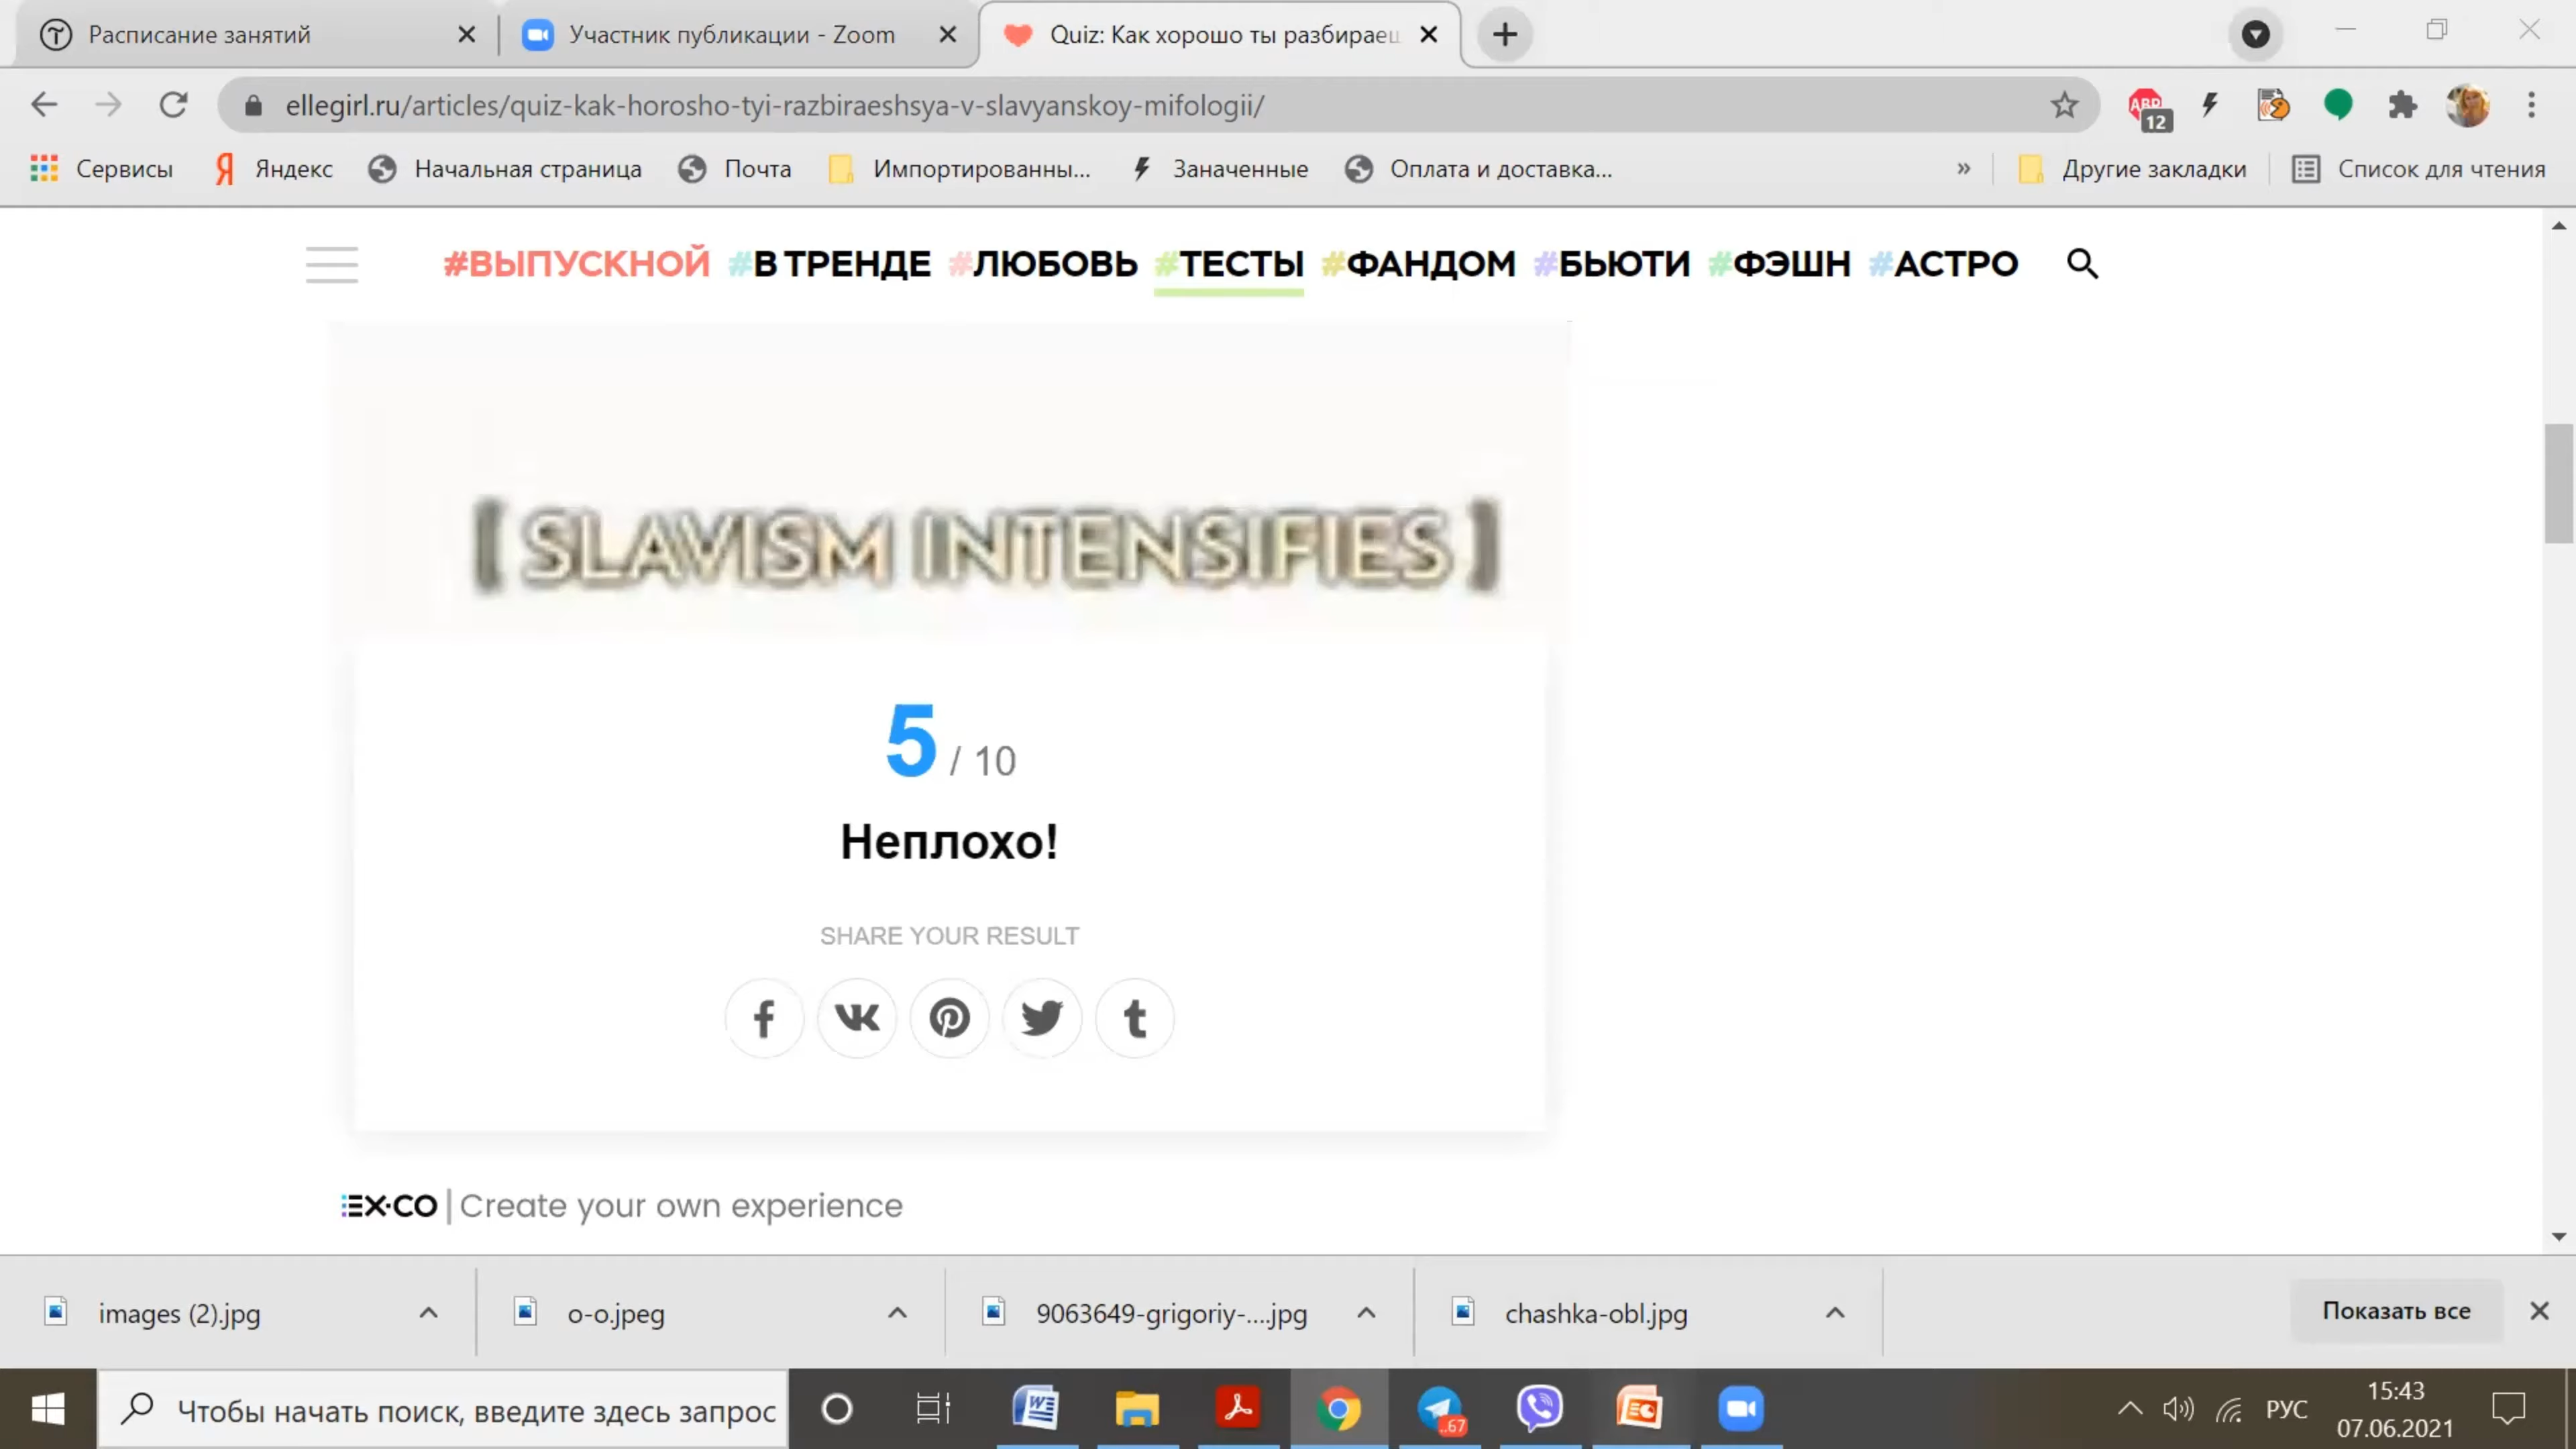 Расписание занятий
Участник публикации - Zoom
Quiz: Как хорошо ты разбираеш
ellegirl.ru/articles/quiz-kak-horosho-tyi-razbiraeshsya-v-slavyanskoy-mifologii/
ABP
12
Сервисы
Яндекс
Начальная страница
Почта
Импортированны...
Заначенные
Оплата и доставка...
»
Другие закладки
Список для чтения
#ВЫПУСКНОЙ #В ТРЕНДЕ #ЛЮБОВЬ #ТЕСТЫ #ФАНДОМ #БЬЮТИ #ФЭШН #АСТРО
[ SLAVISM INTENSIFIES ]
5 / 10
Неплохо!
SHARE YOUR RESULT
EX·CO | Create your own experience
images (2).jpg
o-o.jpeg
9063649-grigoriy-....jpg
chashka-obl.jpg
Показать все
Чтобы начать поиск, введите здесь запрос
..67
РУС
15:43
07.06.2021